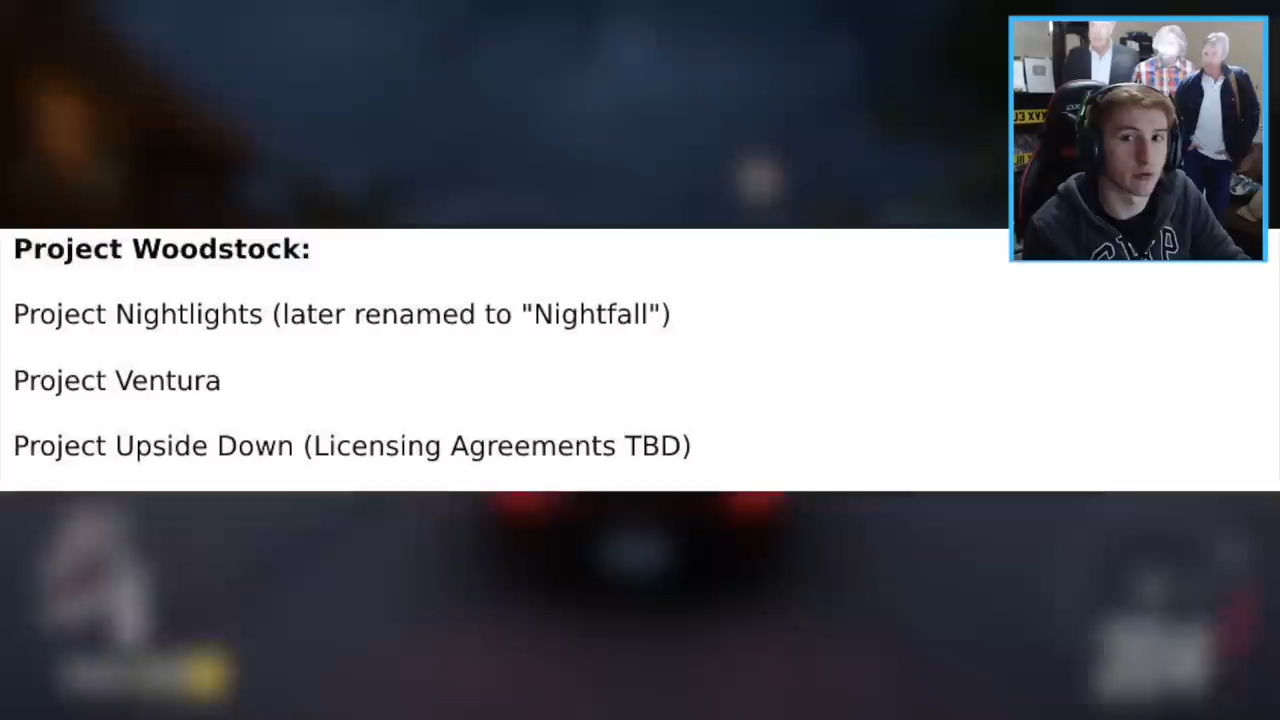 Project Woodstock:
Project Nightlights (later renamed to "Nightfall")
Project Ventura
Project Upside Down (Licensing Agreements TBD)